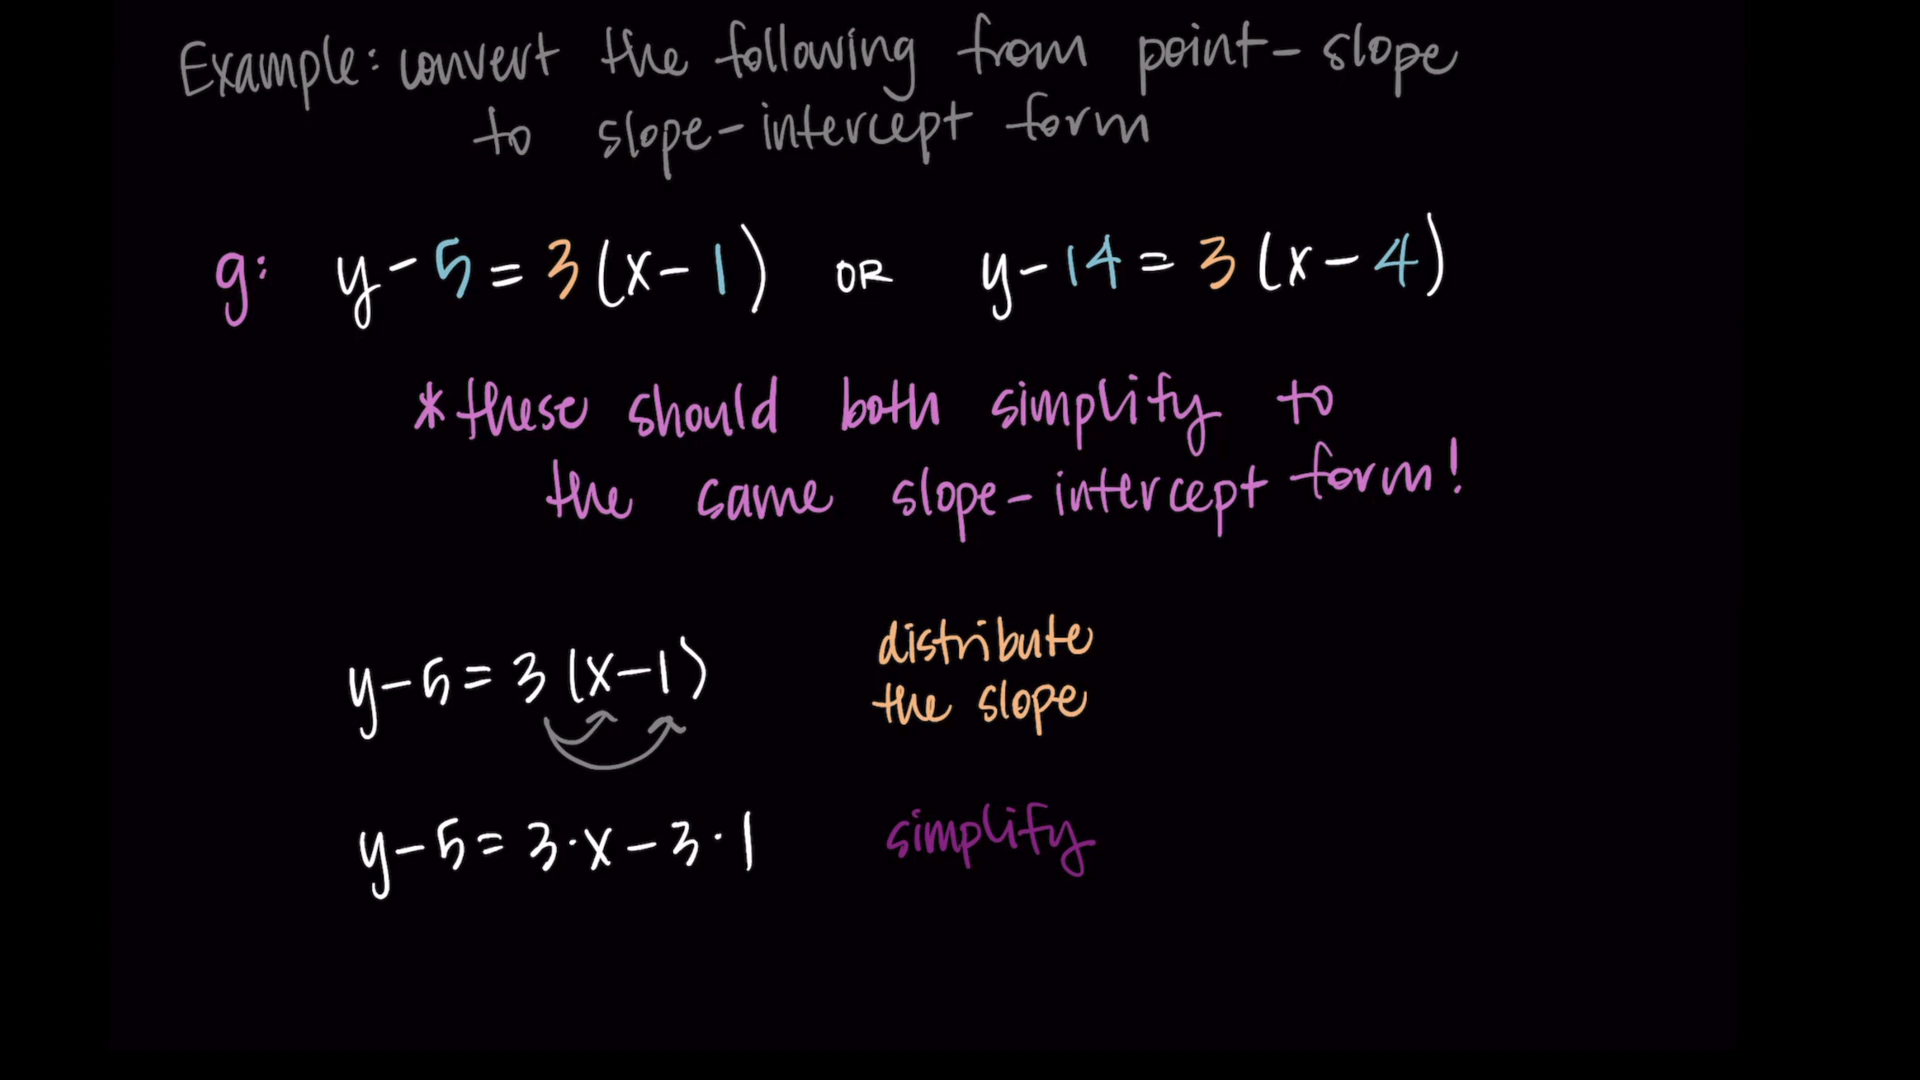 Example: convert the following from point-slope
to slope-intercept form
g: y-5=3(x-1) OR y-14=3(x-4)
*these should both simplify to
the same slope-intercept form!
y-5=3(x-1) distribute
the slope
y-5=3·x-3·1 simplify